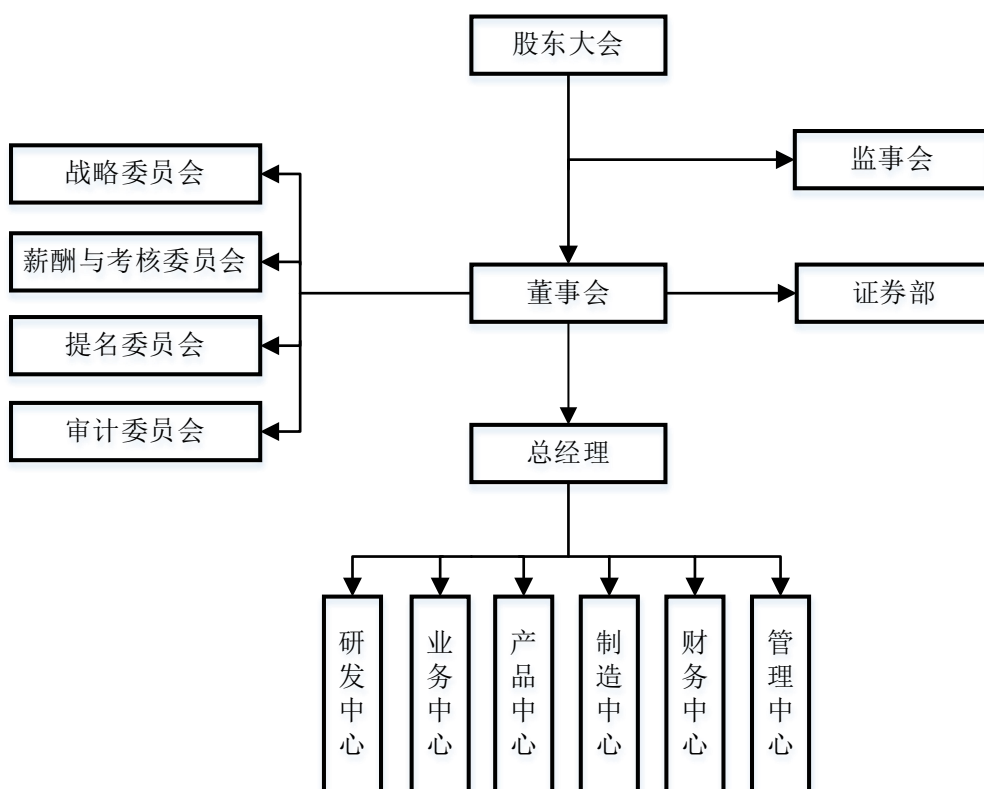 股东大会
监事会
战略委员会
薪酬与考核委员会
董事会
证券部
提名委员会
审计委员会
总经理
研发中心
业务中心
产品中心
制造中心
财务中心
管理中心